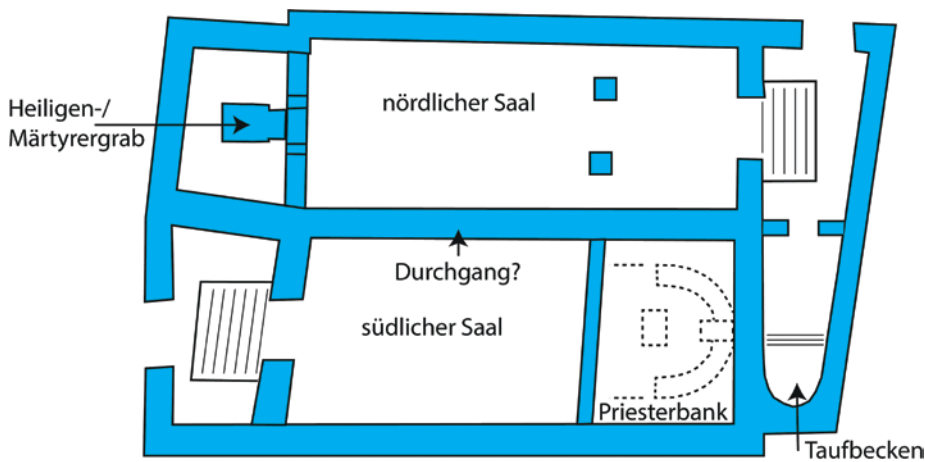 nördlicher Saal
Heiligen-/
Märtyrergrab
Durchgang?
südlicher Saal
Priesterbank
Taufbecken